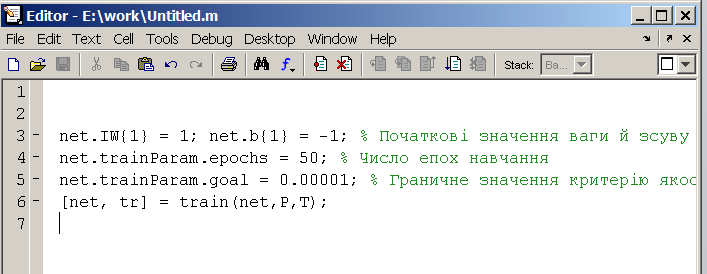 Editor - E:\work\Untitled.m
File Edit Text Cell Tools Debug Desktop Window Help
Stack: Ba...
1
2
3 - net.IW{1} = 1; net.b{1} = -1; % Початкові значення ваги й зсуву
4 - net.trainParam.epochs = 50; % Число епох навчання
5 - net.trainParam.goal = 0.00001; % Граничне значення критерію якос
6 - [net, tr] = train(net,P,T);
7